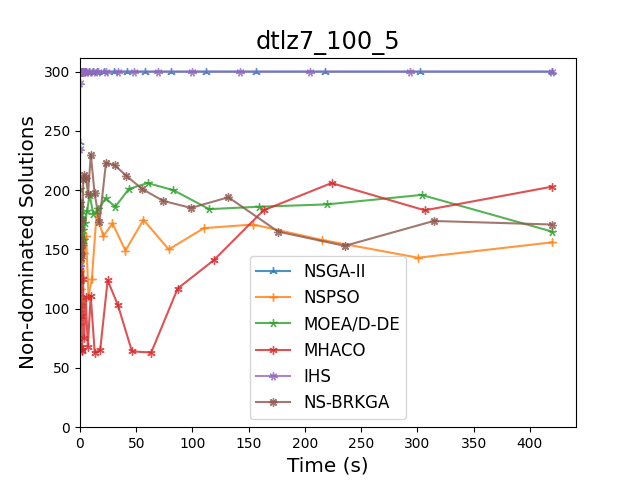 dtlz7_100_5
Non-dominated Solutions
300
250
200
150
100
50
0
NSGA-II
NSPSO
MOEA/D-DE
MHACO
IHS
NS-BRKGA
0 50 100 150 200 250 300 350 400
Time (s)